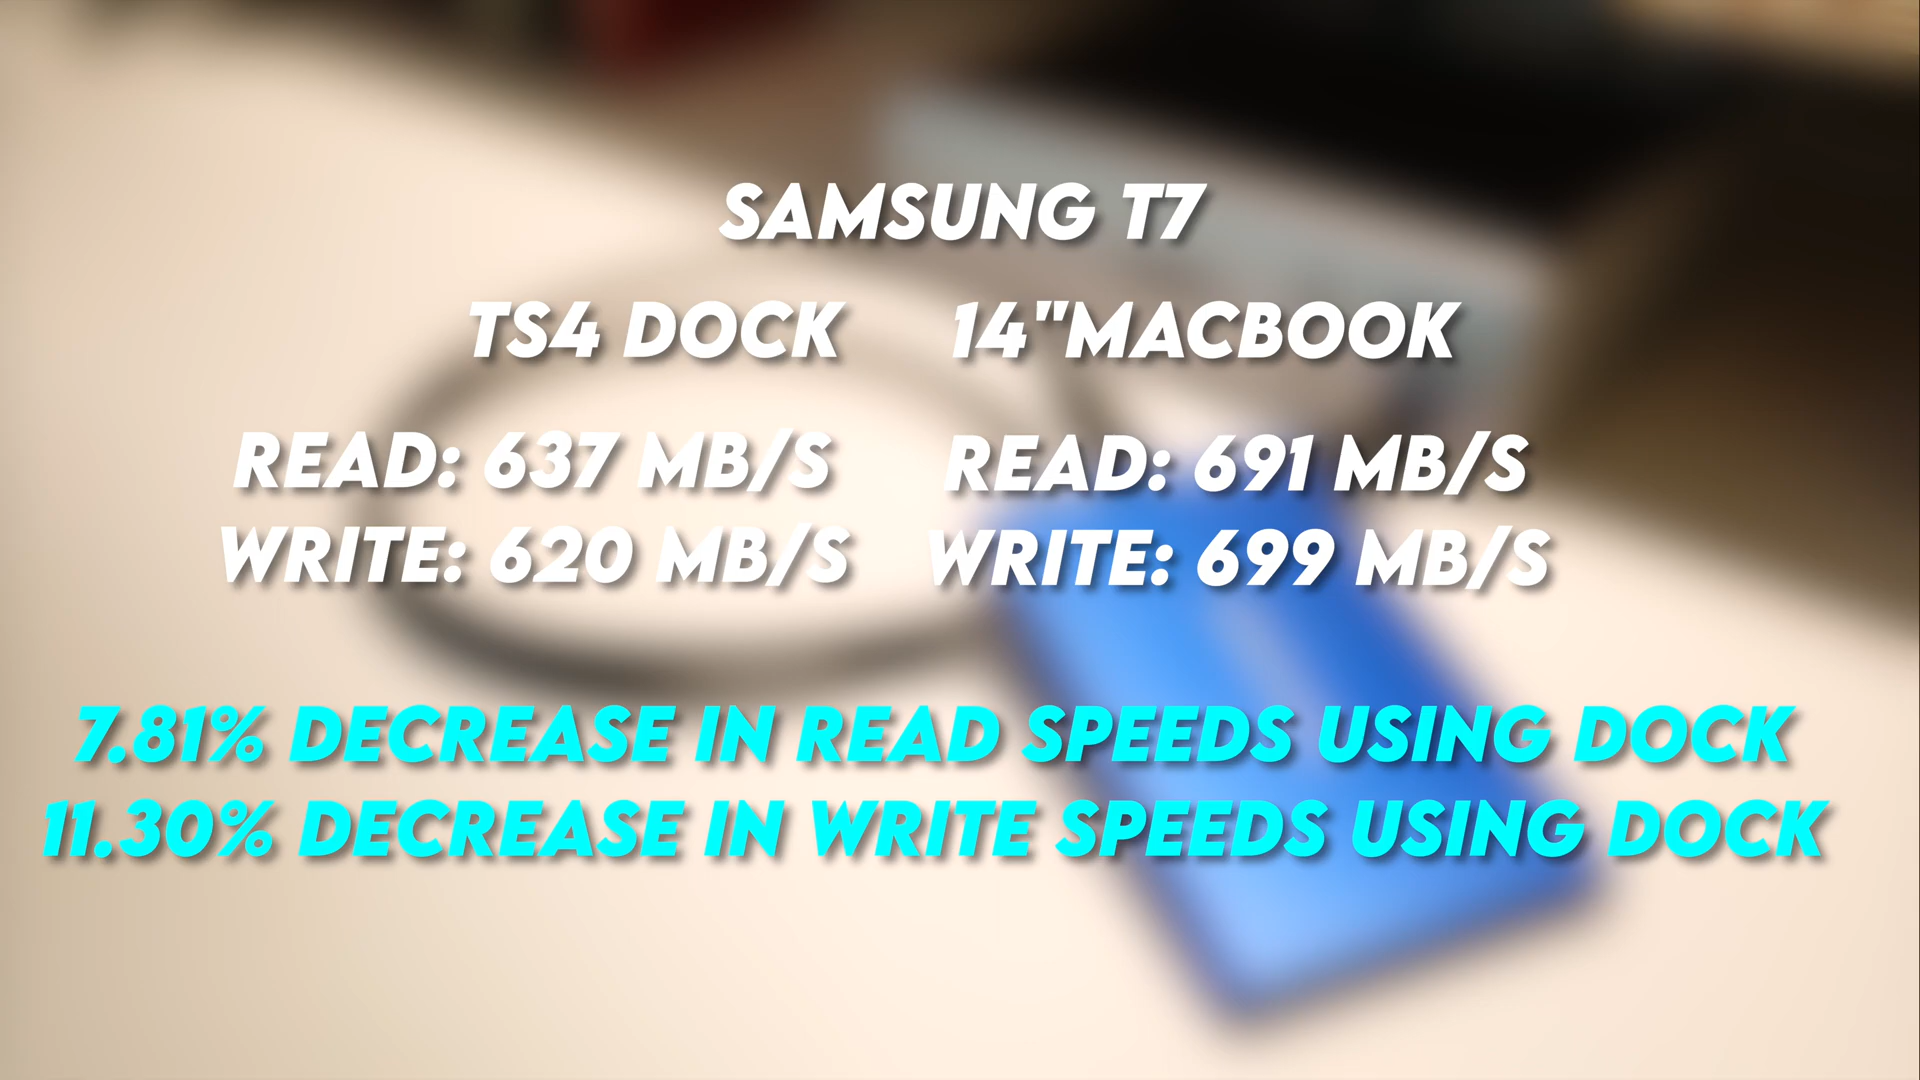 SAMSUNG T7
TS4 DOCK 14"MACBOOK
READ: 637 MB/S READ: 691 MB/S
WRITE: 620 MB/S WRITE: 699 MB/S
7.81% DECREASE IN READ SPEEDS USING DOCK
11.30% DECREASE IN WRITE SPEEDS USING DOCK